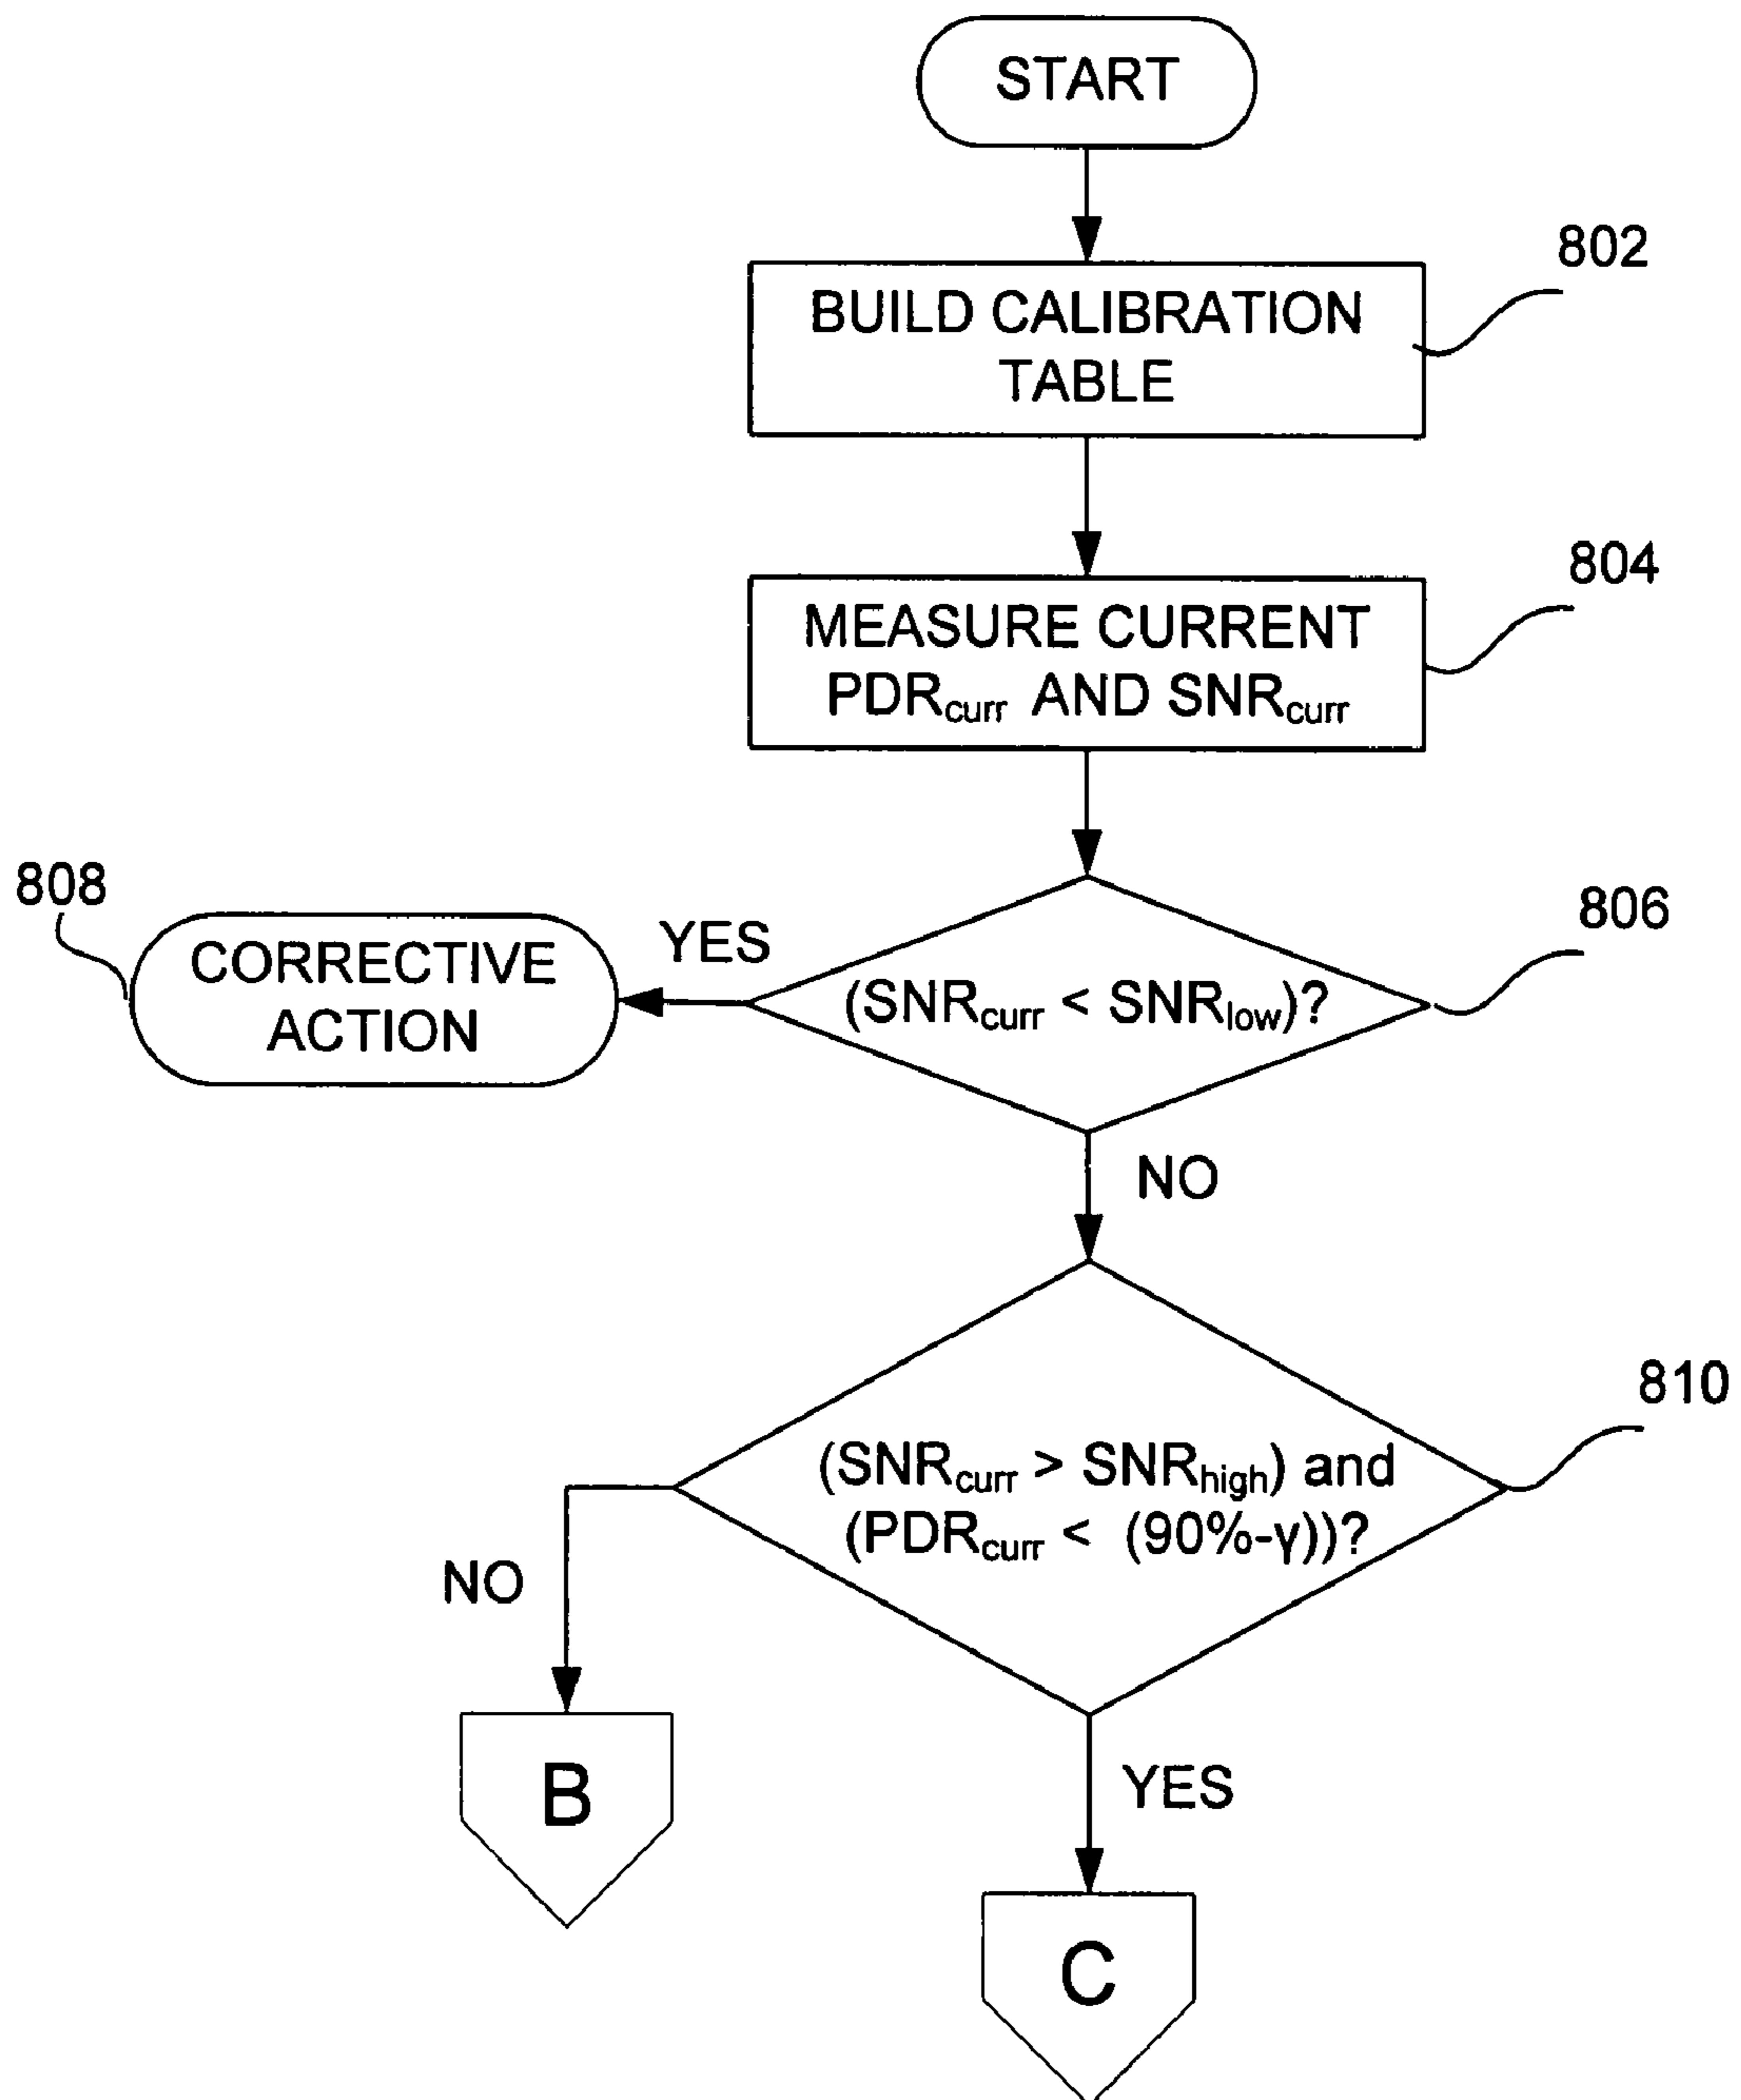 START
802
BUILD CALIBRATION
TABLE
804
MEASURE CURRENT
PDRcurr AND SNRcurr
808
806
CORRECTIVE
ACTION
YES
(SNRcurr < SNRlow)?
NO
810
(SNRcurr > SNRhigh) and
(PDRcurr < (90%-γ))?
NO
B
YES
C